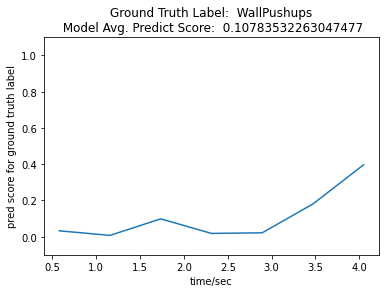 Ground Truth Label:  WallPushups
Model Avg. Predict Score:  0.10783532263047477
pred score for ground truth label
1.0
0.8
0.6
0.4
0.2
0.0
0.5 1.0 1.5 2.0 2.5 3.0 3.5 4.0
time/sec